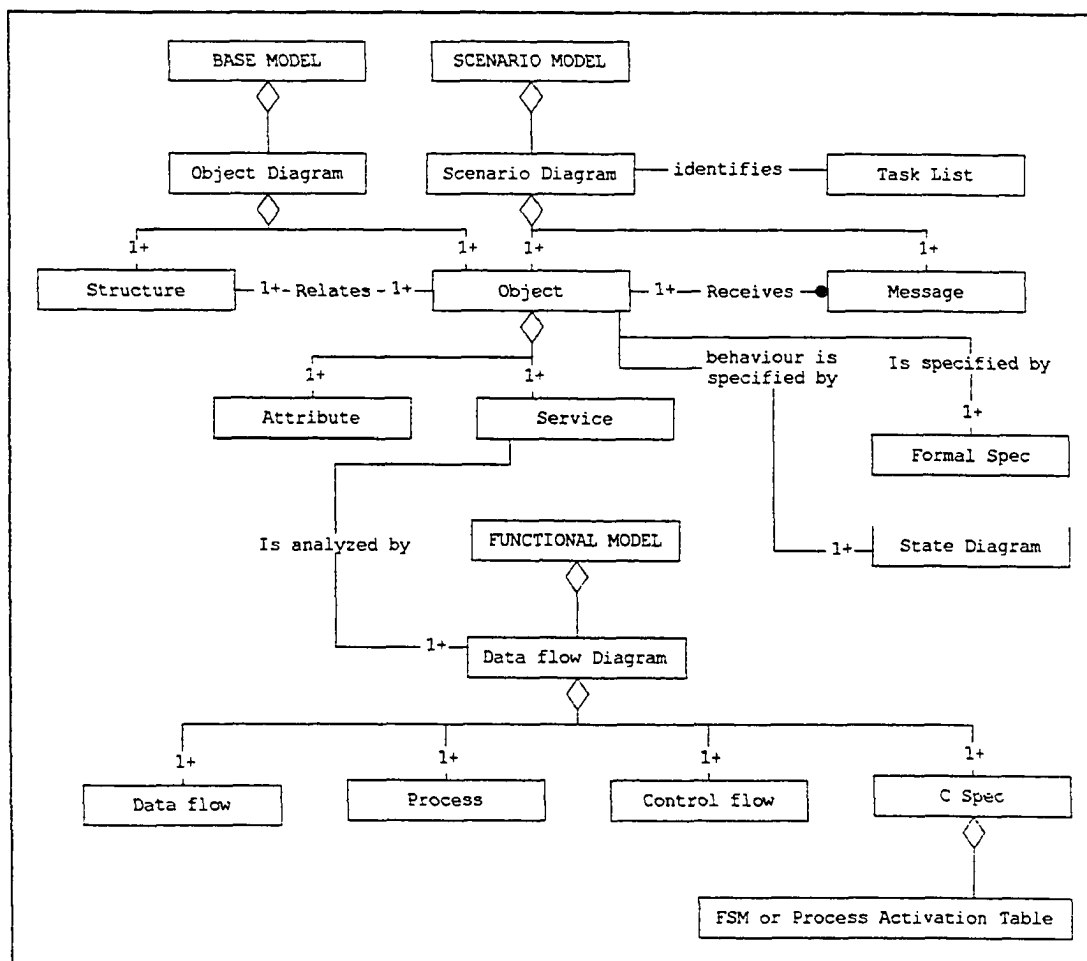 BASE MODEL
SCENARIO MODEL
Object Diagram
Scenario Diagram
identifies
Task List
1+
1+
1+
1+
Structure
1+
Relates
1+
Object
1+
Receives
Message
behaviour is
specified by
Is specified by
1+
1+
1+
Attribute
Service
Formal Spec
Is analyzed by
FUNCTIONAL MODEL
1+
State Diagram
1+
Data flow Diagram
1+
1+
1+
1+
Data flow
Process
Control flow
C Spec
FSM or Process Activation Table